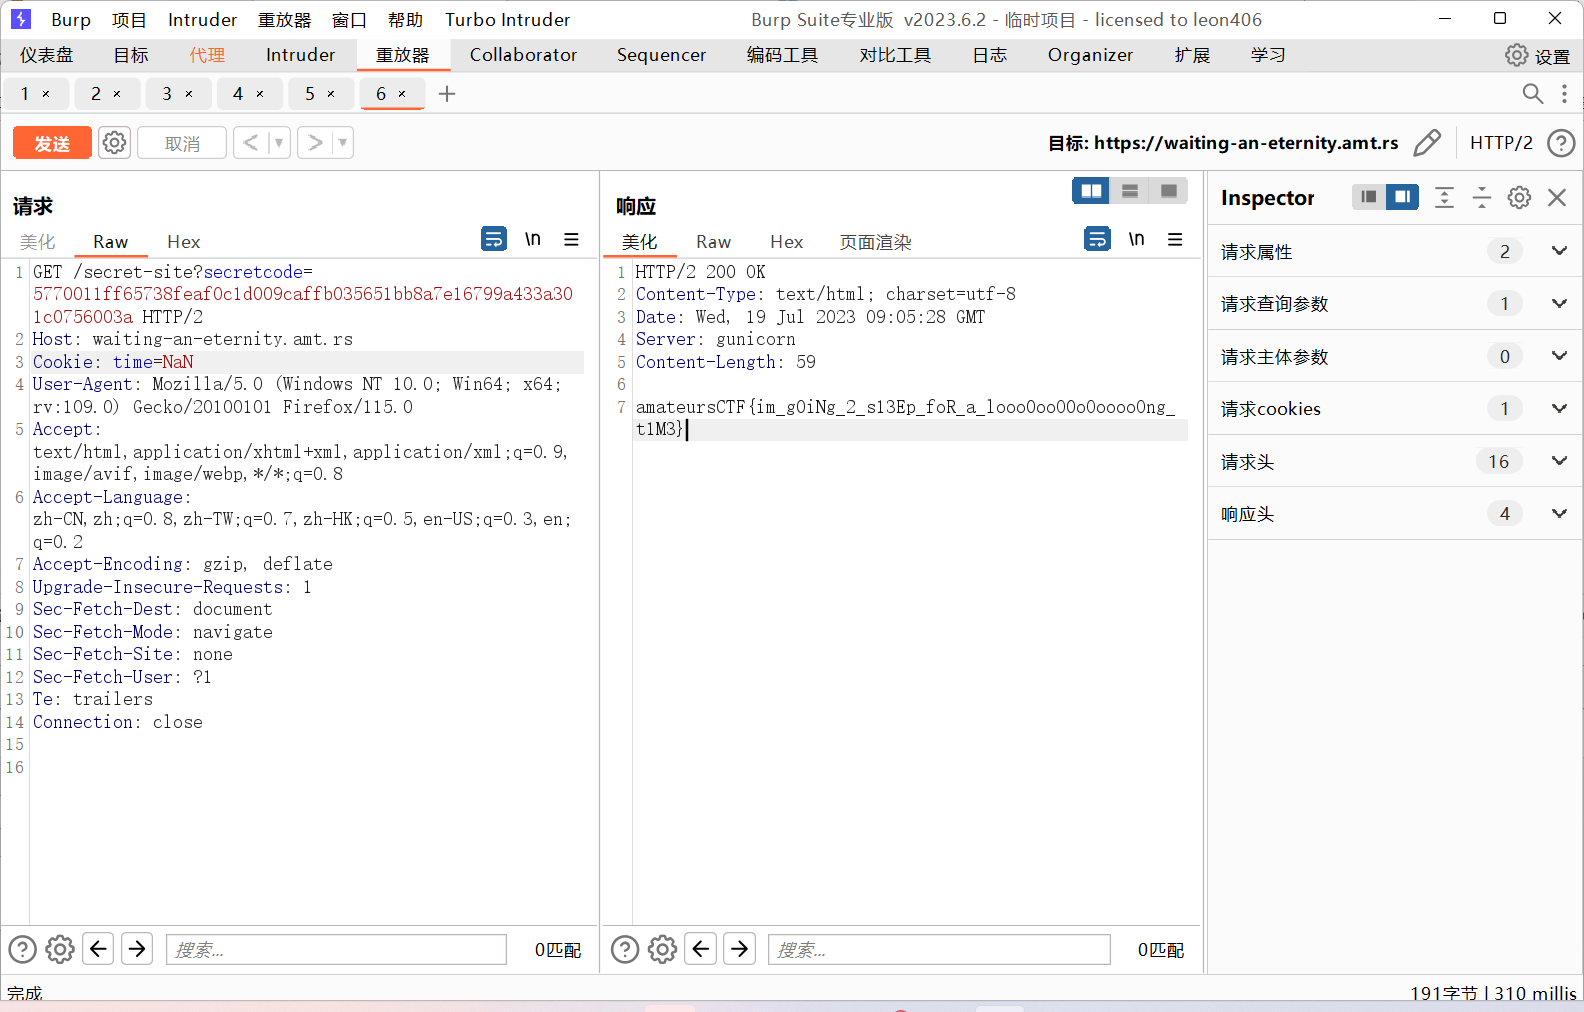 Burp 项目 Intruder 重放器 窗口 帮助 Turbo Intruder Burp Suite专业版 v2023.6.2 - 临时项目 - licensed to leon406
仪表盘 目标 代理 Intruder 重放器 Collaborator Sequencer 编码工具 对比工具 日志 Organizer 扩展 学习 设置
1 × 2 × 3 × 4 × 5 × 6 × +
发送 取消 < > 目标: https://waiting-an-eternity.amt.rs HTTP/2
请求
美化 Raw Hex \n
1 GET /secret-site?secretcode=
5770011ff65738feaf0c1d009caffb035651bb8a7e16799a433a30
1c0756003a HTTP/2
2 Host: waiting-an-eternity.amt.rs
3 Cookie: time=NaN
4 User-Agent: Mozilla/5.0 (Windows NT 10.0; Win64; x64;
rv:109.0) Gecko/20100101 Firefox/115.0
5 Accept:
text/html,application/xhtml+xml,application/xml;q=0.9,
image/avif,image/webp,*/*;q=0.8
6 Accept-Language:
zh-CN,zh;q=0.8,zh-TW;q=0.7,zh-HK;q=0.5,en-US;q=0.3,en;
q=0.2
7 Accept-Encoding: gzip, deflate
8 Upgrade-Insecure-Requests: 1
9 Sec-Fetch-Dest: document
10 Sec-Fetch-Mode: navigate
11 Sec-Fetch-Site: none
12 Sec-Fetch-User: ?1
13 Te: trailers
14 Connection: close
15
16
搜索... 0匹配
响应
美化 Raw Hex 页面渲染 \n
1 HTTP/2 200 OK
2 Content-Type: text/html; charset=utf-8
3 Date: Wed, 19 Jul 2023 09:05:28 GMT
4 Server: gunicorn
5 Content-Length: 59
6
7 amateursCTF{im_g0iNg_2_s13Ep_foR_a_looo0oo00o0oooo0ng_
t1M3}
搜索... 0匹配
Inspector
请求属性 2
请求查询参数 1
请求主体参数 0
请求cookies 1
请求头 16
响应头 4
完成 191字节 | 310 millis